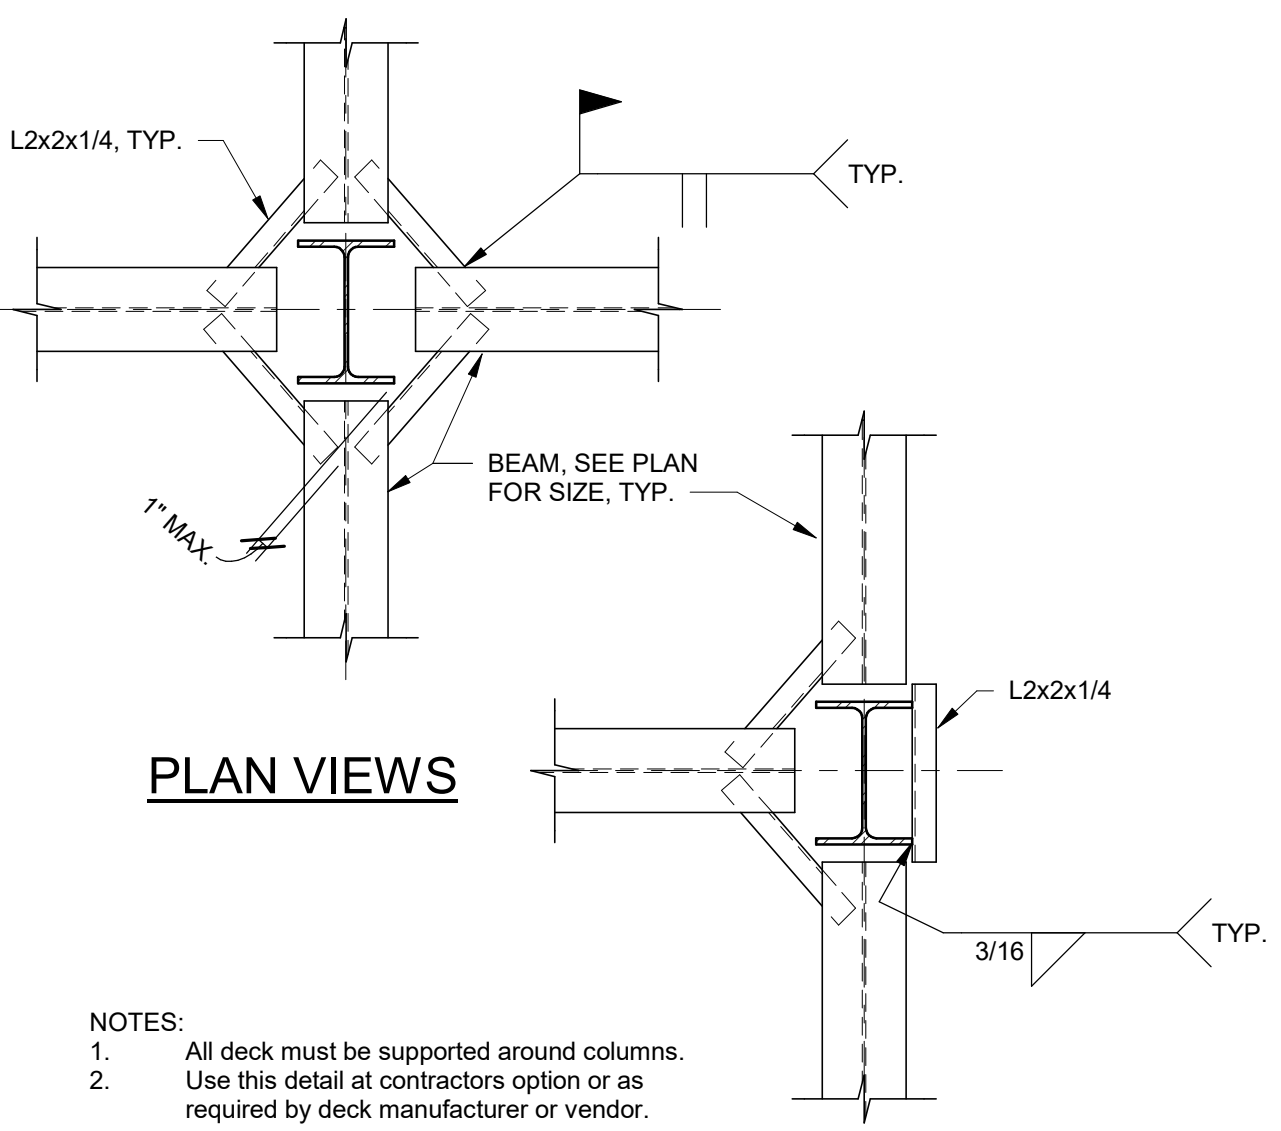 L2x2x1/4, TYP.
TYP.
BEAM, SEE PLAN
FOR SIZE, TYP.
1" MAX.
L2x2x1/4
PLAN VIEWS
3/16
TYP.
NOTES:
1. All deck must be supported around columns.
2. Use this detail at contractors option or as
required by deck manufacturer or vendor.